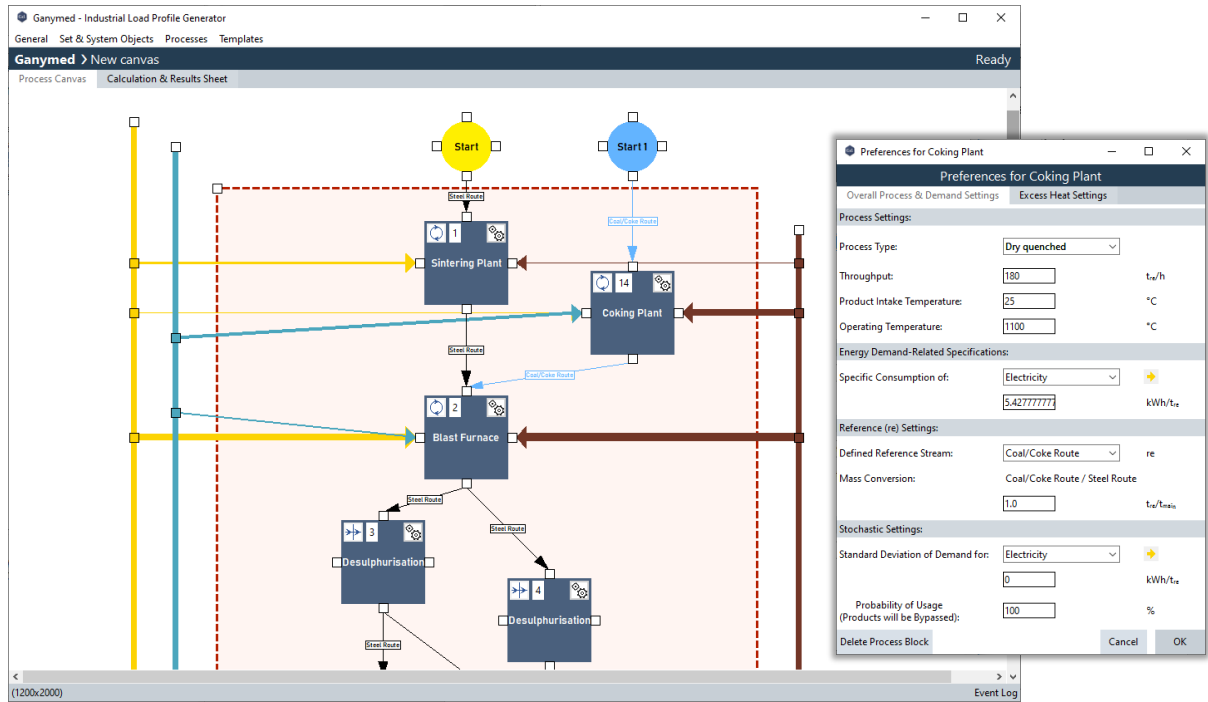 Ganymed - Industrial Load Profile Generator
General Set & System Objects Processes Templates
Ganymed > New canvas Ready
Process Canvas Calculation & Results Sheet
Start
Start 1
Steel Route
Coal/Coke Route
1
Sintering Plant
14
Coking Plant
Steel Route
Coal/Coke Route
2
Blast Furnace
Steel Route
Steel Route
3
Desulphurisation
4
Desulphurisation
Steel Route
(1200x2000) Event Log
Preferences for Coking Plant
Preferences for Coking Plant
Overall Process & Demand Settings Excess Heat Settings
Process Settings:
Process Type: Dry quenched
Throughput: 180 tᵣₑ/h
Product Intake Temperature: 25 °C
Operating Temperature: 1100 °C
Energy Demand-Related Specifications:
Specific Consumption of: Electricity
5.427777777 kWh/tᵣₑ
Reference (re) Settings:
Defined Reference Stream: Coal/Coke Route re
Mass Conversion: Coal/Coke Route / Steel Route
1.0 tᵣₑ/tₘₐᵢₙ
Stochastic Settings:
Standard Deviation of Demand for: Electricity
0 kWh/tᵣₑ
Probability of Usage
(Products will be Bypassed): 100 %
Delete Process Block Cancel OK